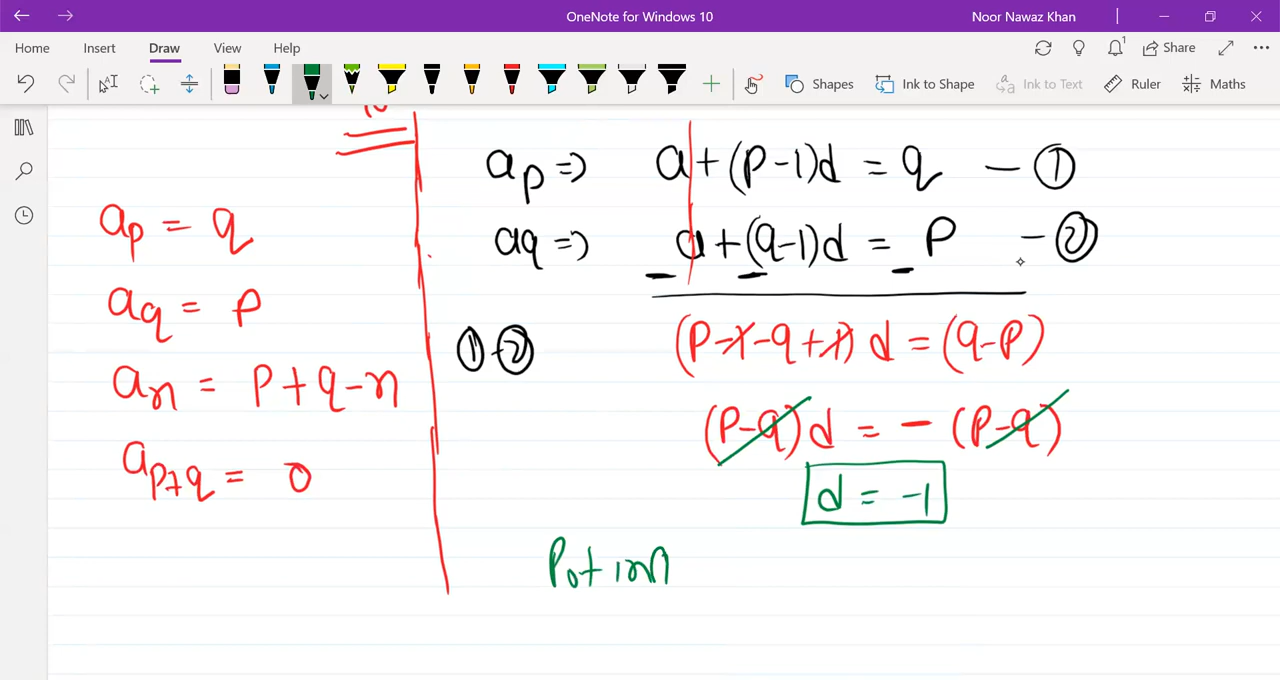 OneNote for Windows 10
Noor Nawaz Khan
Home Insert Draw View Help
Share
Shapes Ink to Shape Ink to Text Ruler Maths
ap = q
aq = p
an = p+q-n
ap+q = 0
ap => a+(p-1)d = q - ①
aq => a+(q-1)d = p - ②
①-② (p-1-q+1)d = (q-p)
(p-q)d = -(p-q)
d = -1
Put in